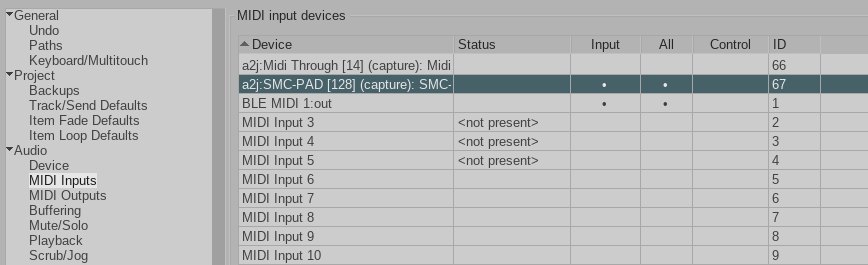 General
Undo
Paths
Keyboard/Multitouch
Project
Backups
Track/Send Defaults
Item Fade Defaults
Item Loop Defaults
Audio
Device
MIDI Inputs
MIDI Outputs
Buffering
Mute/Solo
Playback
Scrub/Jog
MIDI input devices
Device Status Input All Control ID
a2j:Midi Through [14] (capture): Midi 66
a2j:SMC-PAD [128] (capture): SMC- • • 67
BLE MIDI 1:out • • 1
MIDI Input 3 <not present> 2
MIDI Input 4 <not present> 3
MIDI Input 5 <not present> 4
MIDI Input 6 5
MIDI Input 7 6
MIDI Input 8 7
MIDI Input 9 8
MIDI Input 10 9